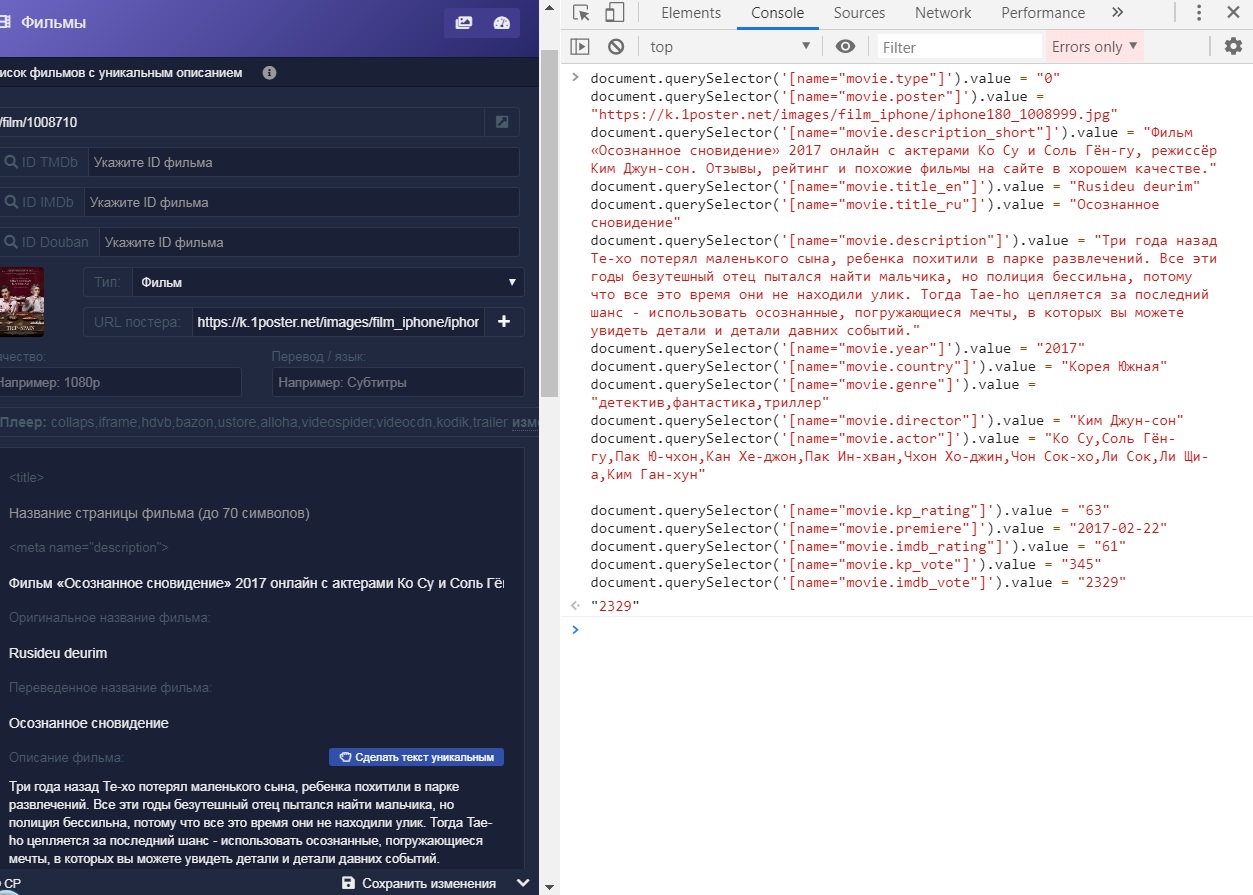 Фильмы
исок фильмов с уникальным описанием
/film/1008710
ID TMDb Укажите ID фильма
ID IMDb Укажите ID фильма
ID Douban Укажите ID фильма
Тип: Фильм
URL постера: https://k.1poster.net/images/film_iphone/iphor
чество: Перевод / язык:
Например: 1080p Например: Субтитры
Плеер: collaps,iframe,hdvb,bazon,ustore,alloha,videospider,videocdn,kodik,trailer изме
<title>
Название страницы фильма (до 70 символов)
<meta name="description">
Фильм «Осознанное сновидение» 2017 онлайн с актерами Ко Су и Соль Гён
Оригинальное название фильма:
Rusideu deurim
Переведенное название фильма:
Осознанное сновидение
Описание фильма: Сделать текст уникальным
Три года назад Те-хо потерял маленького сына, ребенка похитили в парке
развлечений. Все эти годы безутешный отец пытался найти мальчика, но
полиция бессильна, потому что все это время они не находили улик. Тогда Tae-
ho цепляется за последний шанс - использовать осознанные, погружающиеся
мечты, в которых вы можете увидеть детали и детали давних событий.
CP Сохранить изменения
Elements Console Sources Network Performance »
top Filter Errors only
document.querySelector('[name="movie.type"]').value = "0"
document.querySelector('[name="movie.poster"]').value =
"https://k.1poster.net/images/film_iphone/iphone180_1008999.jpg"
document.querySelector('[name="movie.description_short"]').value = "Фильм
«Осознанное сновидение» 2017 онлайн с актерами Ко Су и Соль Гён-гу, режиссёр
Ким Джун-сон. Отзывы, рейтинг и похожие фильмы на сайте в хорошем качестве."
document.querySelector('[name="movie.title_en"]').value = "Rusideu deurim"
document.querySelector('[name="movie.title_ru"]').value = "Осознанное
сновидение"
document.querySelector('[name="movie.description"]').value = "Три года назад
Те-хо потерял маленького сына, ребенка похитили в парке развлечений. Все эти
годы безутешный отец пытался найти мальчика, но полиция бессильна, потому
что все это время они не находили улик. Тогда Tae-ho цепляется за последний
шанс - использовать осознанные, погружающиеся мечты, в которых вы можете
увидеть детали и детали давних событий."
document.querySelector('[name="movie.year"]').value = "2017"
document.querySelector('[name="movie.country"]').value = "Корея Южная"
document.querySelector('[name="movie.genre"]').value =
"детектив,фантастика,триллер"
document.querySelector('[name="movie.director"]').value = "Ким Джун-сон"
document.querySelector('[name="movie.actor"]').value = "Ко Су,Соль Гён-
гу,Пак Ю-чхон,Кан Хе-джон,Пак Ин-хван,Чхон Хо-джин,Чон Сок-хо,Ли Сок,Ли Щи-
а,Ким Ган-хун"
document.querySelector('[name="movie.kp_rating"]').value = "63"
document.querySelector('[name="movie.premiere"]').value = "2017-02-22"
document.querySelector('[name="movie.imdb_rating"]').value = "61"
document.querySelector('[name="movie.kp_vote"]').value = "345"
document.querySelector('[name="movie.imdb_vote"]').value = "2329"
"2329"